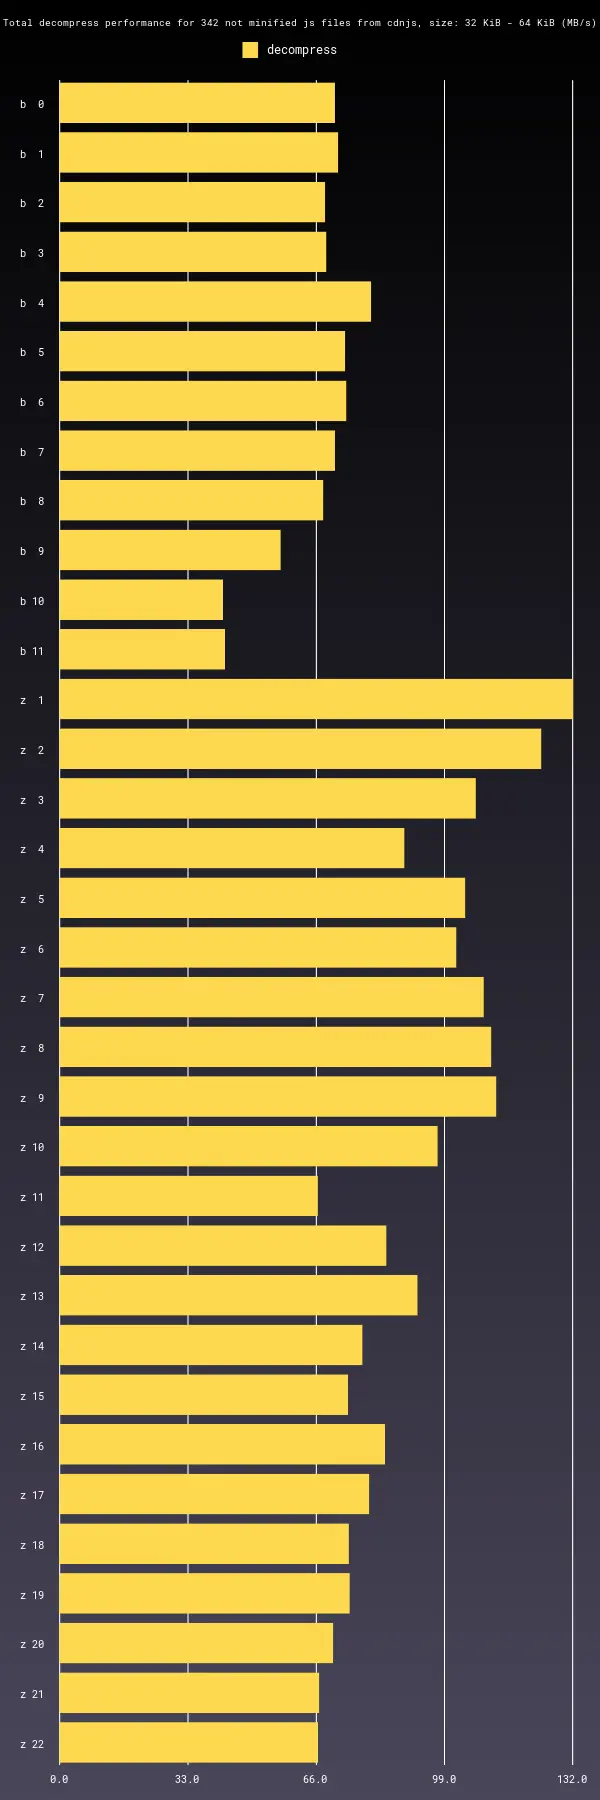 Total decompress performance for 342 not minified js files from cdnjs, size: 32 KiB - 64 KiB (MB/s)
decompress
b 0
b 1
b 2
b 3
b 4
b 5
b 6
b 7
b 8
b 9
b 10
b 11
z 1
z 2
z 3
z 4
z 5
z 6
z 7
z 8
z 9
z 10
z 11
z 12
z 13
z 14
z 15
z 16
z 17
z 18
z 19
z 20
z 21
z 22
0.0 33.0 66.0 99.0 132.0